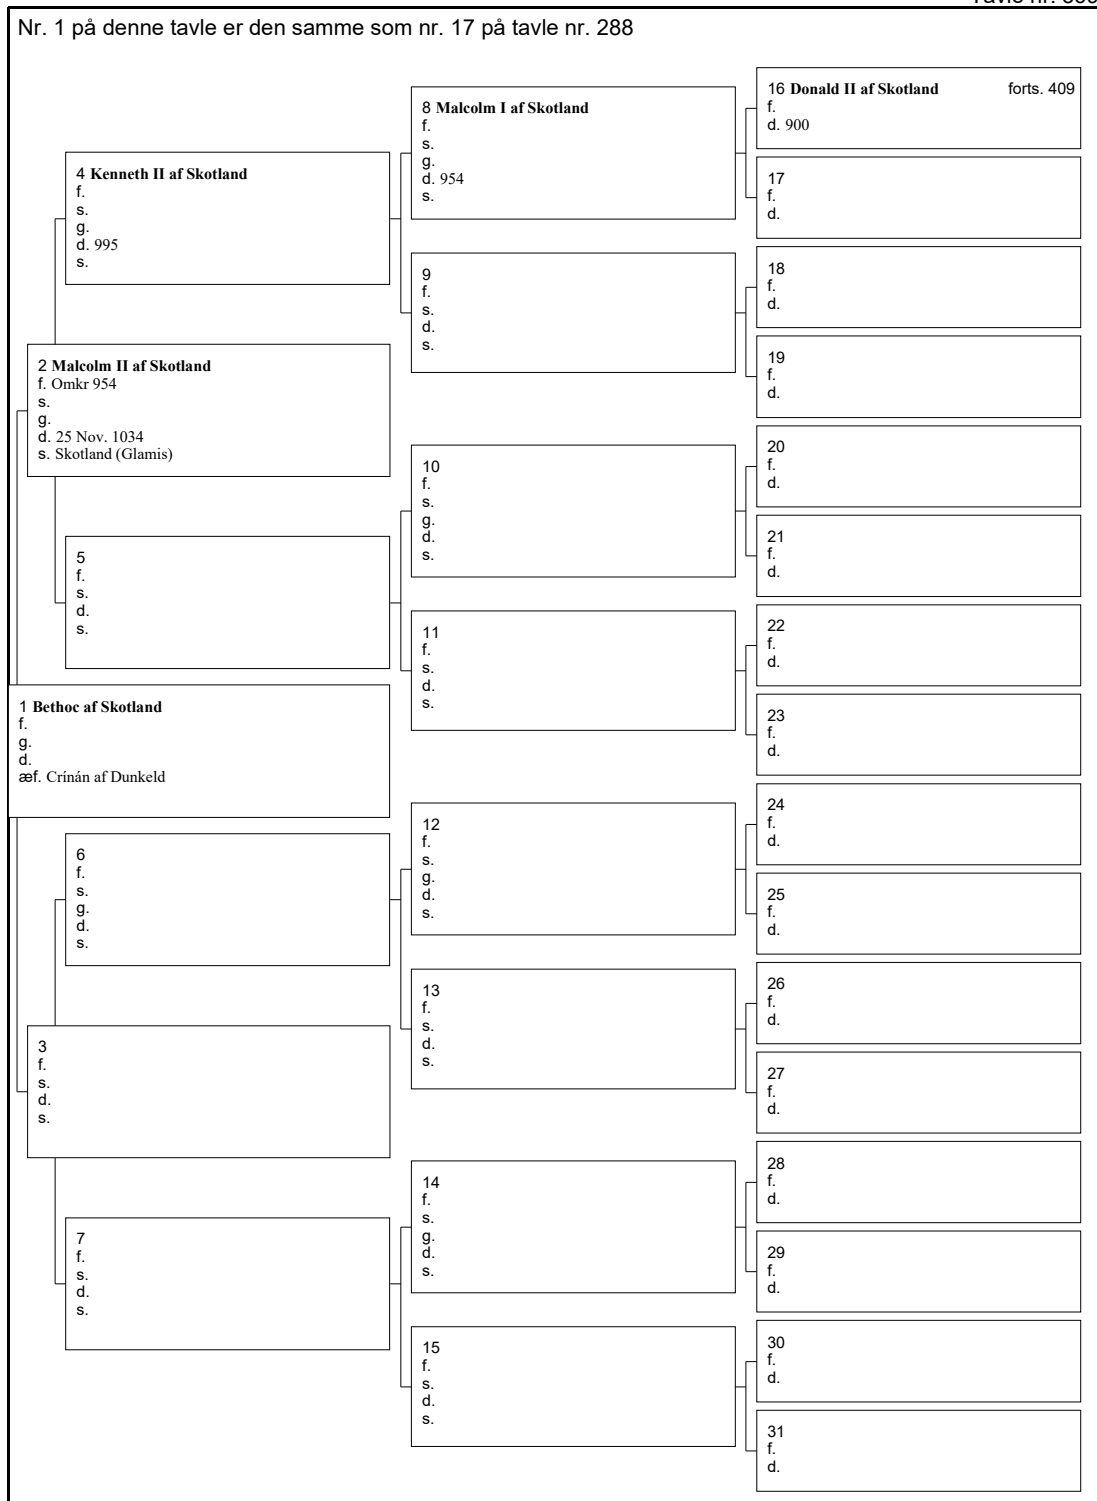 Nr. 1 på denne tavle er den samme som nr. 17 på tavle nr. 288
16 Donald II af Skotland forts. 409
f.
d. 900
8 Malcolm I af Skotland
f.
s.
g.
d. 954
s.
17
f.
d.
4 Kenneth II af Skotland
f.
s.
g.
d. 995
s.
18
f.
d.
9
f.
s.
d.
s.
19
f.
d.
2 Malcolm II af Skotland
f. Omkr 954
s.
g.
d. 25 Nov. 1034
s. Skotland (Glamis)
20
f.
d.
10
f.
s.
g.
d.
s.
21
f.
d.
5
f.
s.
d.
s.
22
f.
d.
11
f.
s.
d.
s.
23
f.
d.
1 Bethoc af Skotland
f.
g.
d.
æf. Crínán af Dunkeld
24
f.
d.
12
f.
s.
g.
d.
s.
25
f.
d.
6
f.
s.
g.
d.
s.
26
f.
d.
13
f.
s.
d.
s.
27
f.
d.
3
f.
s.
d.
s.
28
f.
d.
14
f.
s.
g.
d.
s.
29
f.
d.
7
f.
s.
d.
s.
30
f.
d.
15
f.
s.
d.
s.
31
f.
d.